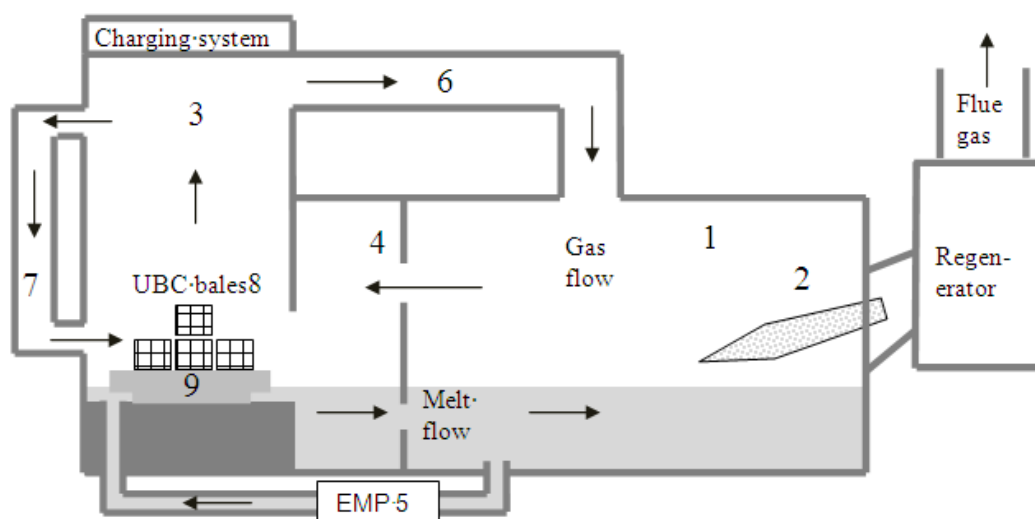 Charging·system
6
3
Flue
gas
4
1
Gas
flow
2
Regen-
erator
7
UBC·bales8
9
Melt·
flow
EMP·5